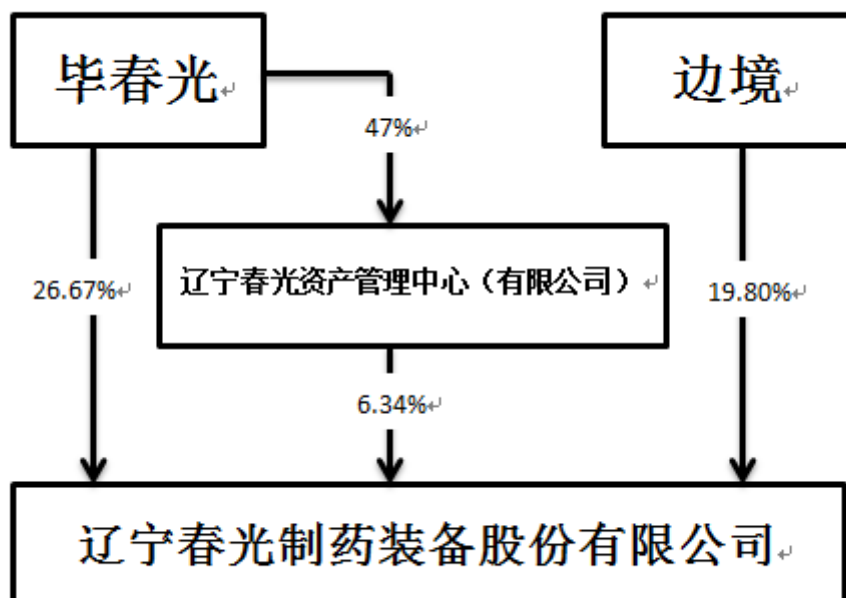 毕春光
边境
47%
辽宁春光资产管理中心（有限公司）
26.67%
19.80%
6.34%
辽宁春光制药装备股份有限公司